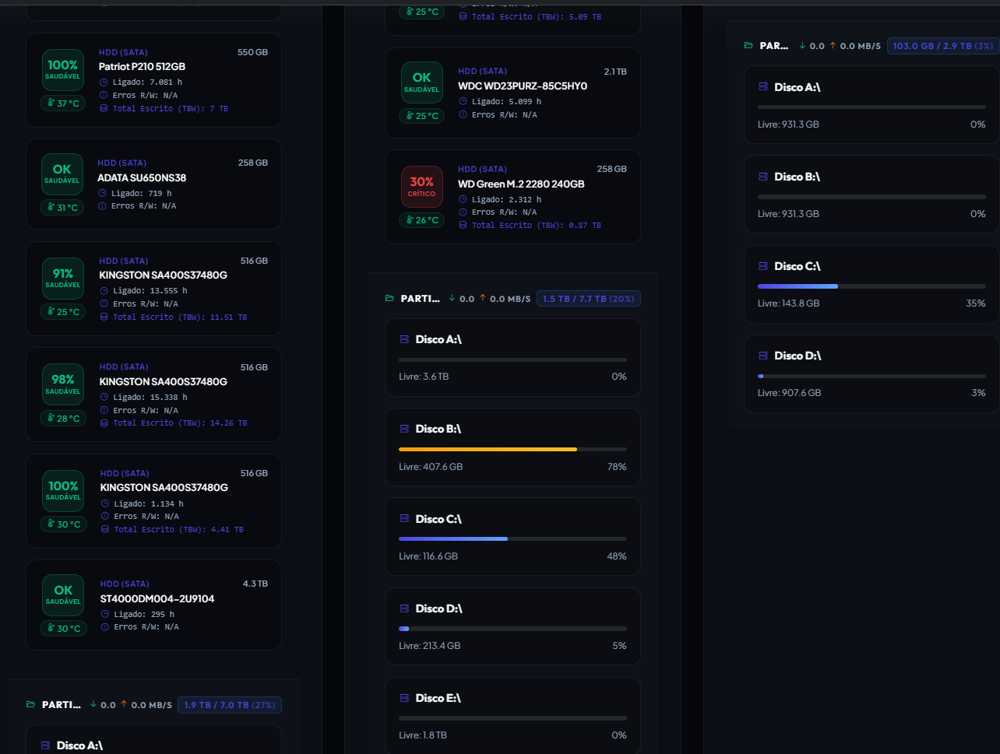 HDD (SATA)
550 GB
100%
SAUDÁVEL
Patriot P210 512GB
Ligado: 7.081 h
Erros R/W: N/A
37 °C
Total Escrito (TBW): 7 TB
HDD (SATA)
258 GB
OK
SAUDÁVEL
ADATA SU650NS38
Ligado: 719 h
Erros R/W: N/A
31 °C
HDD (SATA)
516 GB
91%
SAUDÁVEL
KINGSTON SA400S37480G
Ligado: 13.555 h
Erros R/W: N/A
25 °C
Total Escrito (TBW): 11.51 TB
HDD (SATA)
516 GB
98%
SAUDÁVEL
KINGSTON SA400S37480G
Ligado: 15.338 h
Erros R/W: N/A
28 °C
Total Escrito (TBW): 14.26 TB
HDD (SATA)
516 GB
100%
SAUDÁVEL
KINGSTON SA400S37480G
Ligado: 1.134 h
Erros R/W: N/A
30 °C
Total Escrito (TBW): 4.41 TB
HDD (SATA)
4.3 TB
OK
SAUDÁVEL
ST4000DM004-2U9104
Ligado: 295 h
Erros R/W: N/A
30 °C
PARTI... ↓ 0.0 ↑ 0.0 MB/S 1.9 TB / 7.0 TB (27%)
Disco A:\
25 °C
Total Escrito (TBW): 5.09 TB
HDD (SATA)
2.1 TB
OK
SAUDÁVEL
WDC WD23PURZ-85C5HY0
Ligado: 5.099 h
Erros R/W: N/A
25 °C
HDD (SATA)
258 GB
30%
CRÍTICO
WD Green M.2 2280 240GB
Ligado: 2.312 h
Erros R/W: N/A
26 °C
Total Escrito (TBW): 0.87 TB
PARTI... ↓ 0.0 ↑ 0.0 MB/S 1.5 TB / 7.7 TB (20%)
Disco A:\
Livre: 3.6 TB 0%
Disco B:\
Livre: 407.6 GB 78%
Disco C:\
Livre: 116.6 GB 48%
Disco D:\
Livre: 213.4 GB 5%
Disco E:\
Livre: 1.8 TB 0%
PAR... ↓ 0.0 ↑ 0.0 MB/S 103.0 GB / 2.9 TB (3%)
Disco A:\
Livre: 931.3 GB 0%
Disco B:\
Livre: 931.3 GB 0%
Disco C:\
Livre: 143.8 GB 35%
Disco D:\
Livre: 907.6 GB 3%